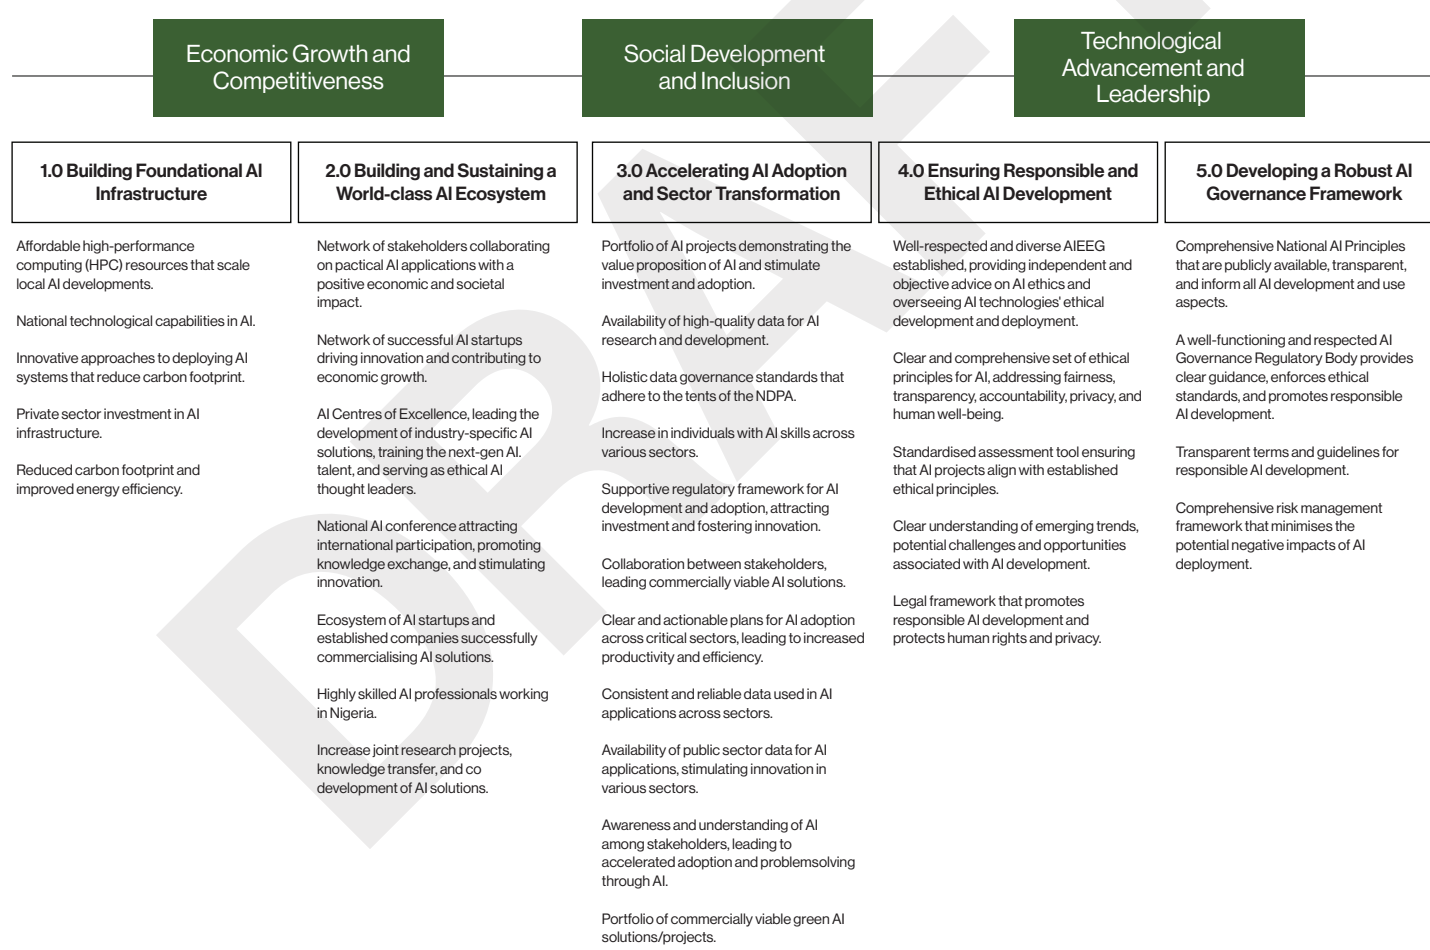 Economic Growth and
Competitiveness
Social Development
and Inclusion
Technological
Advancement and
Leadership
1.0 Building Foundational AI
Infrastructure
2.0 Building and Sustaining a
World-class AI Ecosystem
3.0 Accelerating AI Adoption
and Sector Transformation
4.0 Ensuring Responsible and
Ethical AI Development
5.0 Developing a Robust AI
Governance Framework
Affordable high-performance
computing (HPC) resources that scale
local AI developments.
National technological capabilities in AI.
Innovative approaches to deploying AI
systems that reduce carbon footprint.
Private sector investment in AI
infrastructure.
Reduced carbon footprint and
improved energy efficiency.
Network of stakeholders collaborating
on pactical AI applications with a
positive economic and societal
impact.
Network of successful AI startups
driving innovation and contributing to
economic growth.
AI Centres of Excellence, leading the
development of industry-specific AI
solutions, training the next-gen AI.
talent, and serving as ethical AI
thought leaders.
National AI conference attracting
international participation, promoting
knowledge exchange, and stimulating
innovation.
Ecosystem of AI startups and
established companies successfully
commercialising AI solutions.
Highly skilled AI professionals working
in Nigeria.
Increase joint research projects,
knowledge transfer, and co
development of AI solutions.
Portfolio of AI projects demonstrating the
value proposition of AI and stimulate
investment and adoption.
Availability of high-quality data for AI
research and development.
Holistic data governance standards that
adhere to the tents of the NDPA.
Increase in individuals with AI skills across
various sectors.
Supportive regulatory framework for AI
development and adoption, attracting
investment and fostering innovation.
Collaboration between stakeholders,
leading commercially viable AI solutions.
Clear and actionable plans for AI adoption
across critical sectors, leading to increased
productivity and efficiency.
Consistent and reliable data used in AI
applications across sectors.
Availability of public sector data for AI
applications, stimulating innovation in
various sectors.
Awareness and understanding of AI
among stakeholders, leading to
accelerated adoption and problemsolving
through AI.
Portfolio of commercially viable green AI
solutions/projects.
Well-respected and diverse AIEEG
established, providing independent and
objective advice on AI ethics and
overseeing AI technologies' ethical
development and deployment.
Clear and comprehensive set of ethical
principles for AI, addressing fairness,
transparency, accountability, privacy, and
human well-being.
Standardised assessment tool ensuring
that AI projects align with established
ethical principles.
Clear understanding of emerging trends,
potential challenges and opportunities
associated with AI development.
Legal framework that promotes
responsible AI development and
protects human rights and privacy.
Comprehensive National AI Principles
that are publicly available, transparent,
and inform all AI development and use
aspects.
A well-functioning and respected AI
Governance Regulatory Body provides
clear guidance, enforces ethical
standards, and promotes responsible
AI development.
Transparent terms and guidelines for
responsible AI development.
Comprehensive risk management
framework that minimises the
potential negative impacts of AI
deployment.
DRAF